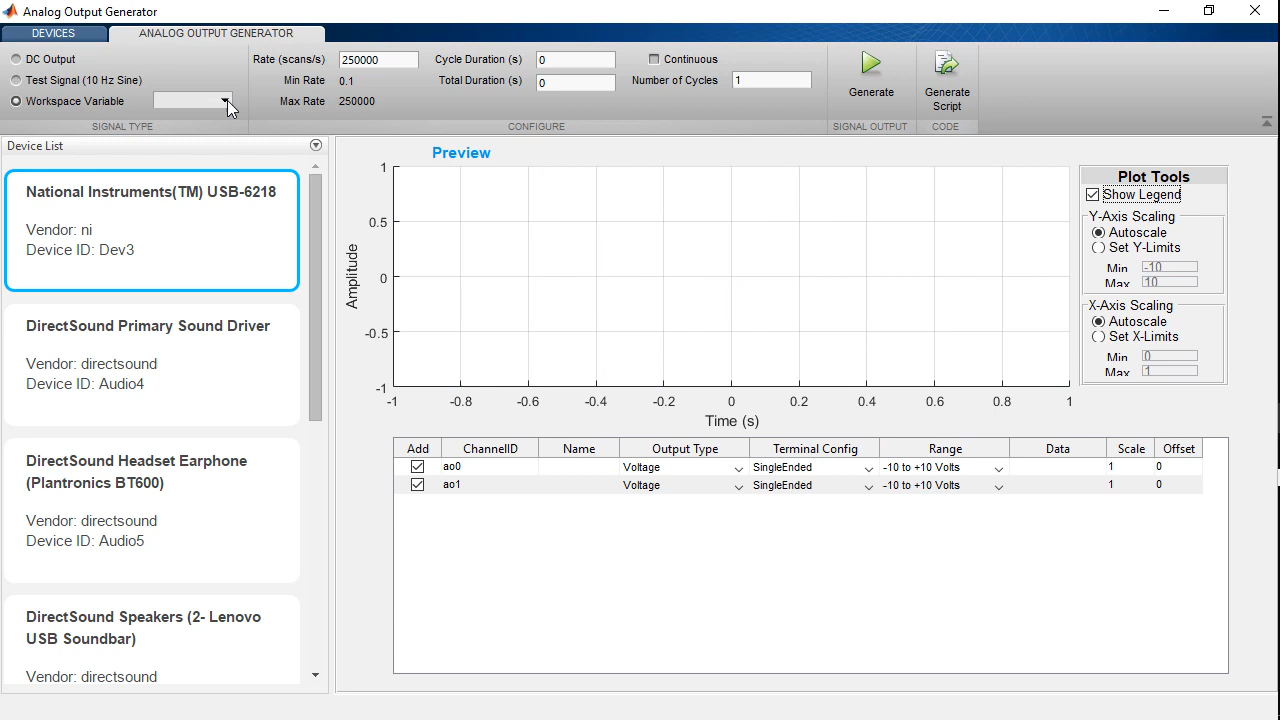 Analog Output Generator
DEVICES
ANALOG OUTPUT GENERATOR
DC Output
Test Signal (10 Hz Sine)
Workspace Variable
SIGNAL TYPE
Rate (scans/s) 250000
Min Rate 0.1
Max Rate 250000
Cycle Duration (s) 0
Total Duration (s) 0
Continuous
Number of Cycles 1
CONFIGURE
Generate
SIGNAL OUTPUT
Generate
Script
CODE
Device List
National Instruments(TM) USB-6218
Vendor: ni
Device ID: Dev3
DirectSound Primary Sound Driver
Vendor: directsound
Device ID: Audio4
DirectSound Headset Earphone
(Plantronics BT600)
Vendor: directsound
Device ID: Audio5
DirectSound Speakers (2- Lenovo
USB Soundbar)
Vendor: directsound
Preview
1
0.5
0
-0.5
-1
Amplitude
-1 -0.8 -0.6 -0.4 -0.2 0 0.2 0.4 0.6 0.8 1
Time (s)
Plot Tools
Show Legend
Y-Axis Scaling
Autoscale
Set Y-Limits
Min -10
Max 10
X-Axis Scaling
Autoscale
Set X-Limits
Min 0
Max 1
Add ChannelID Name Output Type Terminal Config Range Data Scale Offset
ao0 Voltage SingleEnded -10 to +10 Volts 1 0
ao1 Voltage SingleEnded -10 to +10 Volts 1 0